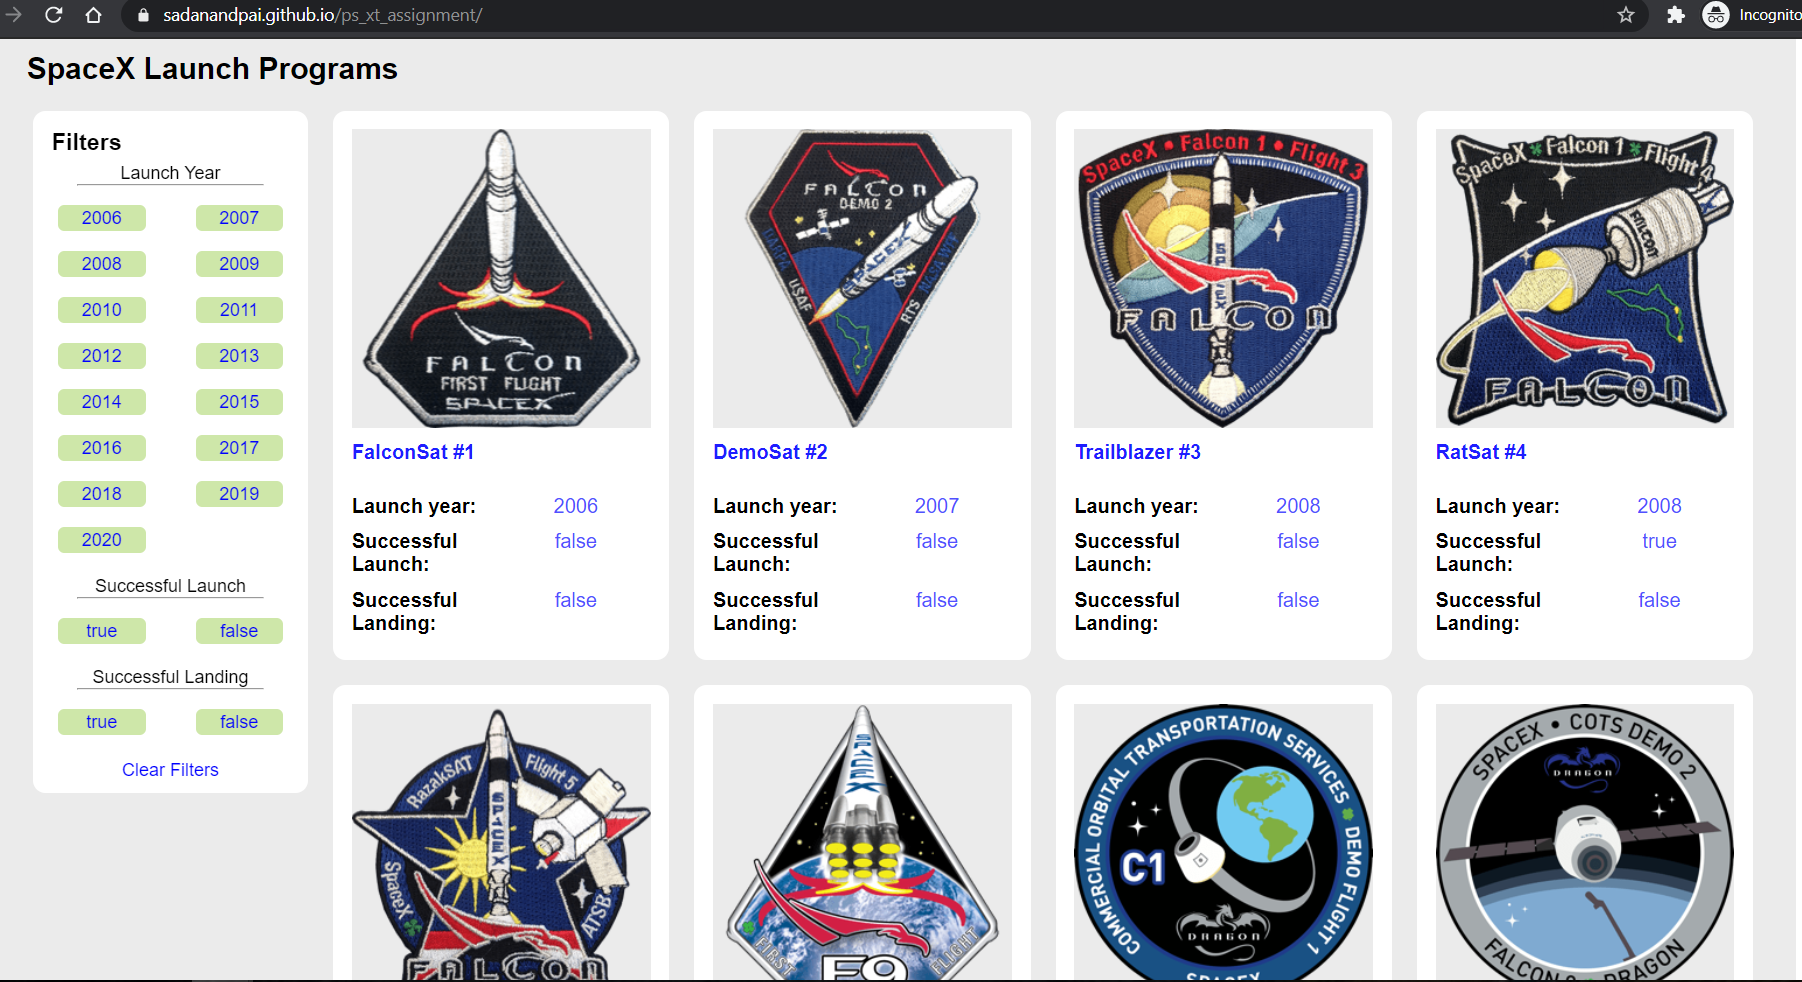 sadanandpai.github.io/ps_xt_assignment/
Incognito
SpaceX Launch Programs
Filters
Launch Year
2006 2007
2008 2009
2010 2011
2012 2013
2014 2015
2016 2017
2018 2019
2020
Successful Launch
true false
Successful Landing
true false
Clear Filters
FALCON
FIRST FLIGHT
SPACEX
FalconSat #1
Launch year: 2006
Successful Launch: false
Successful Landing: false
FALCON
DEMO 2
SPACEX
DARPA USAF
RTS NASA WFF
DemoSat #2
Launch year: 2007
Successful Launch: false
Successful Landing: false
SpaceX • Falcon 1 • Flight 3
SPACEX
FALCON
Trailblazer #3
Launch year: 2008
Successful Launch: false
Successful Landing: false
SpaceX Falcon 1 Flight 4
FALCON
FALCON
RatSat #4
Launch year: 2008
Successful Launch: true
Successful Landing: false
RazakSAT Flight 5
SPACEX
SpaceX ATSB
FALCON
SPACEX
FIRST FLIGHT
F9
COMMERCIAL ORBITAL TRANSPORTATION SERVICES DEMO FLIGHT 1
C1
DRAGON
SPACEX
SPACEX • COTS DEMO 2
DRAGON
FALCON 9 • DRAGON